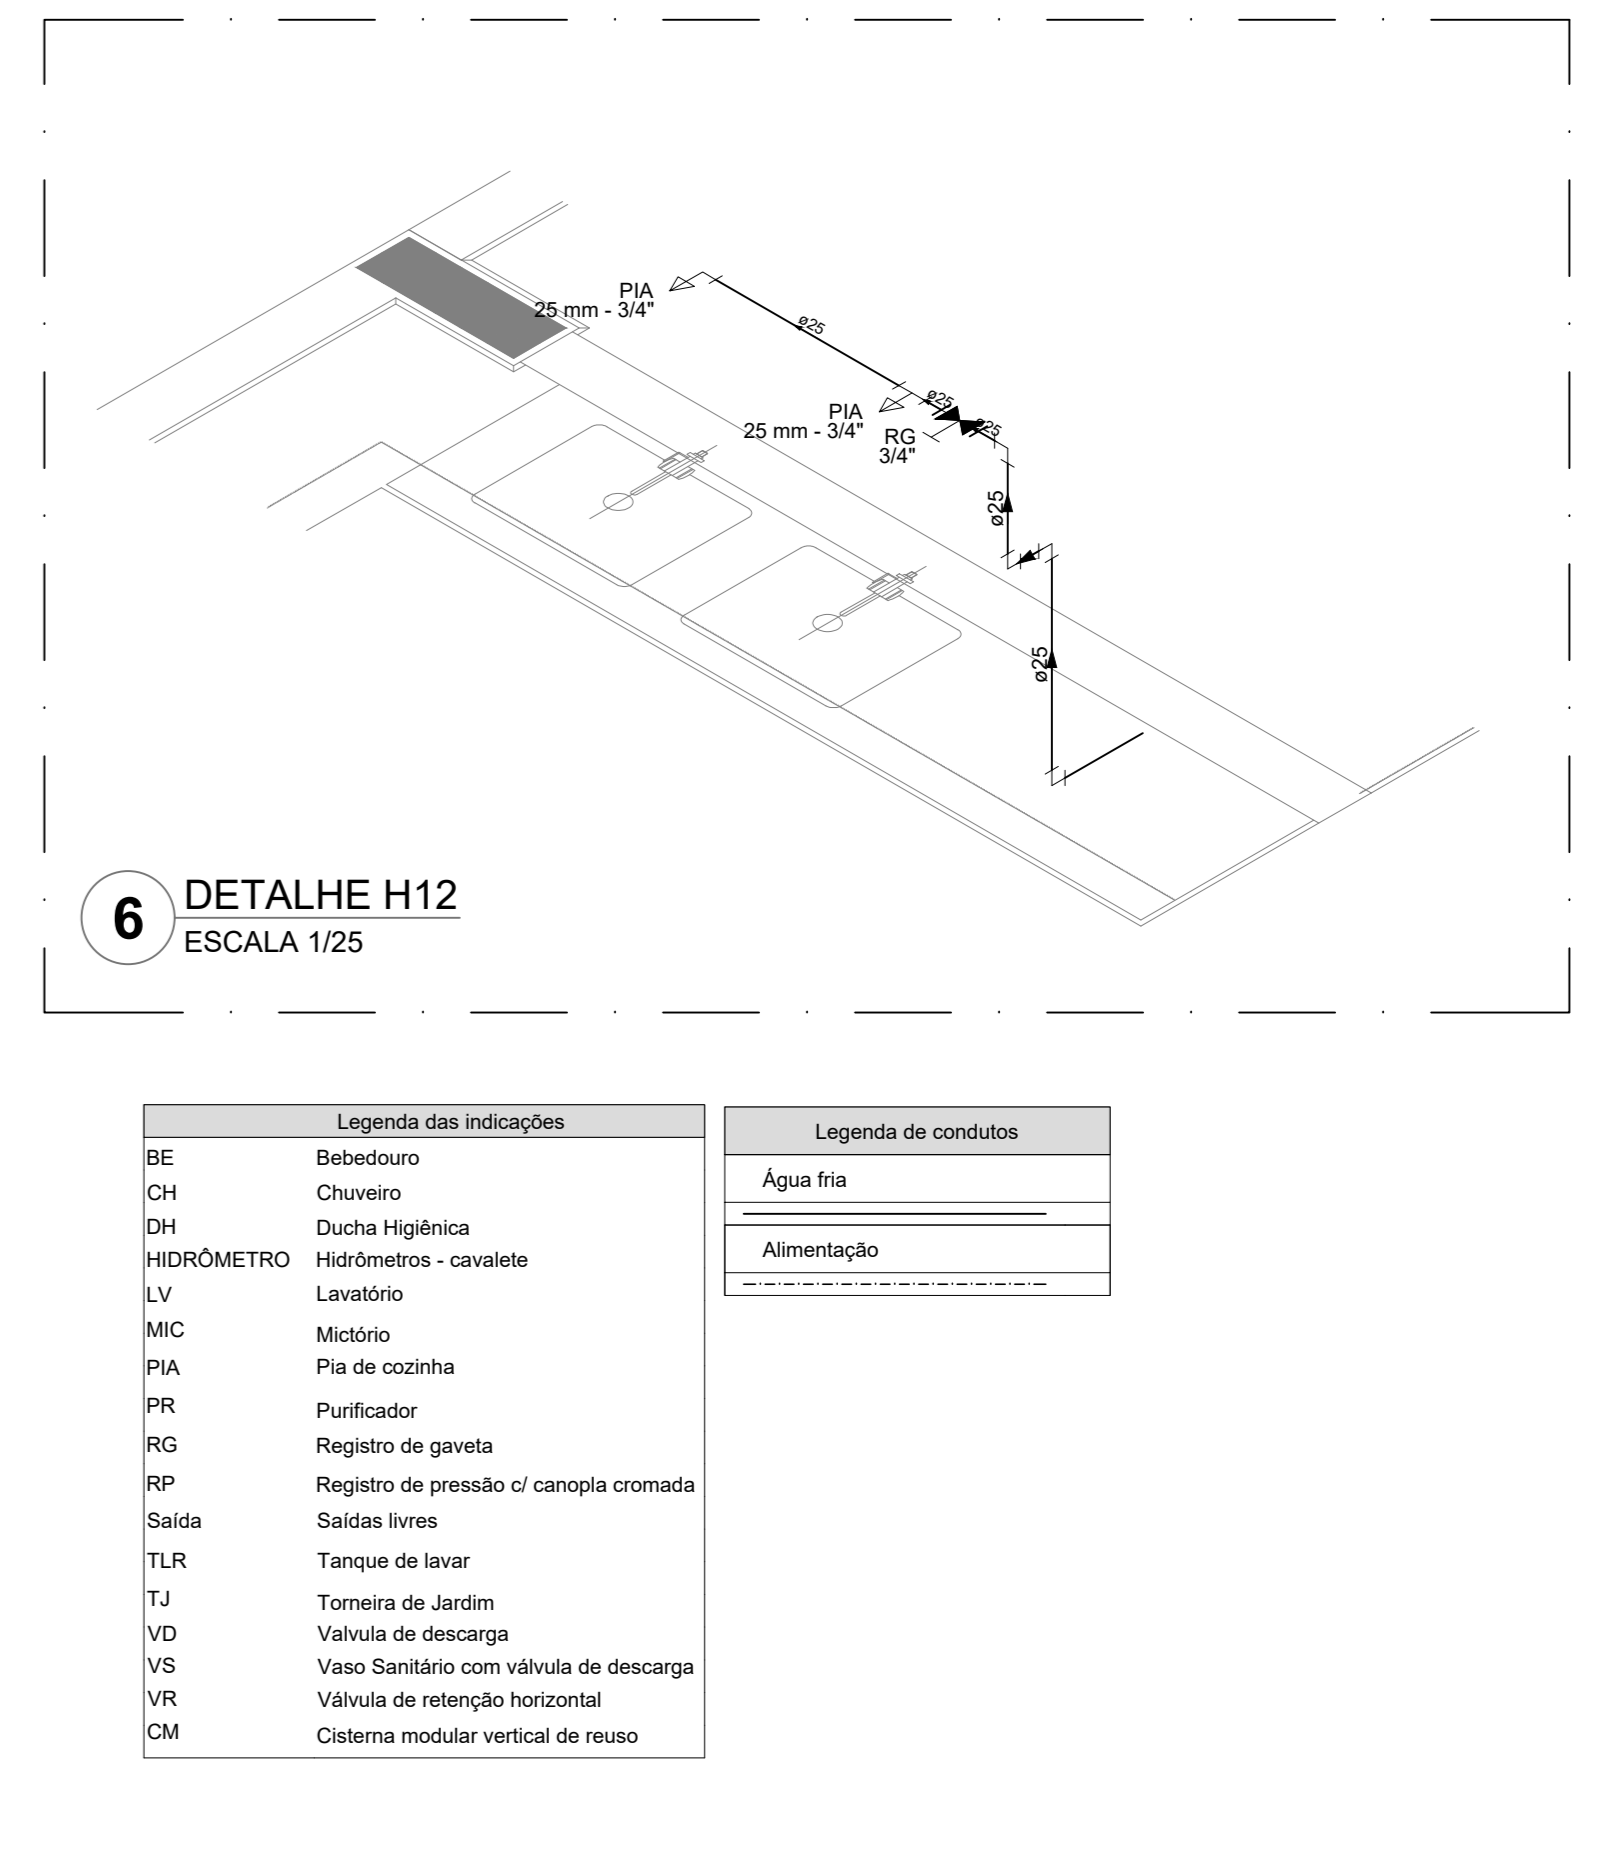 PIA
25 mm - 3/4"
ø25
PIA
25 mm - 3/4"
ø25
ø25
RG
3/4"
ø25
ø25
6
DETALHE H12
ESCALA 1/25
Legenda das indicações
BE Bebedouro
CH Chuveiro
DH Ducha Higiênica
HIDRÔMETRO Hidrômetros - cavalete
LV Lavatório
MIC Mictório
PIA Pia de cozinha
PR Purificador
RG Registro de gaveta
RP Registro de pressão c/ canopla cromada
Saída Saídas livres
TLR Tanque de lavar
TJ Torneira de Jardim
VD Valvula de descarga
VS Vaso Sanitário com válvula de descarga
VR Válvula de retenção horizontal
CM Cisterna modular vertical de reuso
Legenda de condutos
Água fria
Alimentação